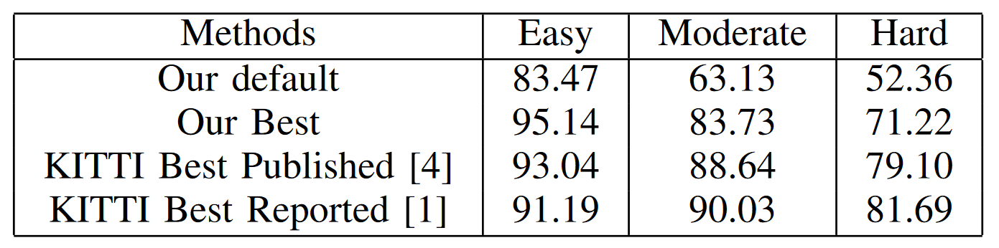 Methods Easy Moderate Hard
Our default 83.47 63.13 52.36
Our Best 95.14 83.73 71.22
KITTI Best Published [4] 93.04 88.64 79.10
KITTI Best Reported [1] 91.19 90.03 81.69